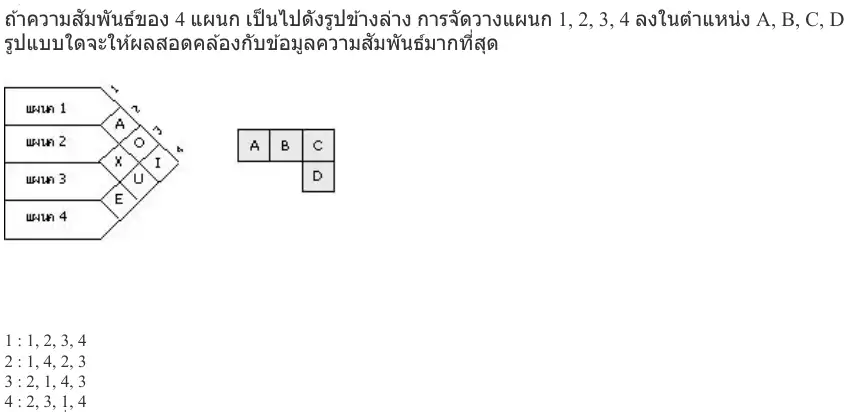 ถ้าความสัมพันธ์ของ 4 แผนก เป็นไปดังรูปข้างล่าง การจัดวางแผนก 1, 2, 3, 4 ลงในตำแหน่ง A, B, C, D
รูปแบบใดจะให้ผลสอดคล้องกับข้อมูลความสัมพันธ์มากที่สุด
1
2
3
4
แผนก 1
แผนก 2
แผนก 3
แผนก 4
A
O
X
I
U
E
A B C
D
1 : 1, 2, 3, 4
2 : 1, 4, 2, 3
3 : 2, 1, 4, 3
4 : 2, 3, 1, 4